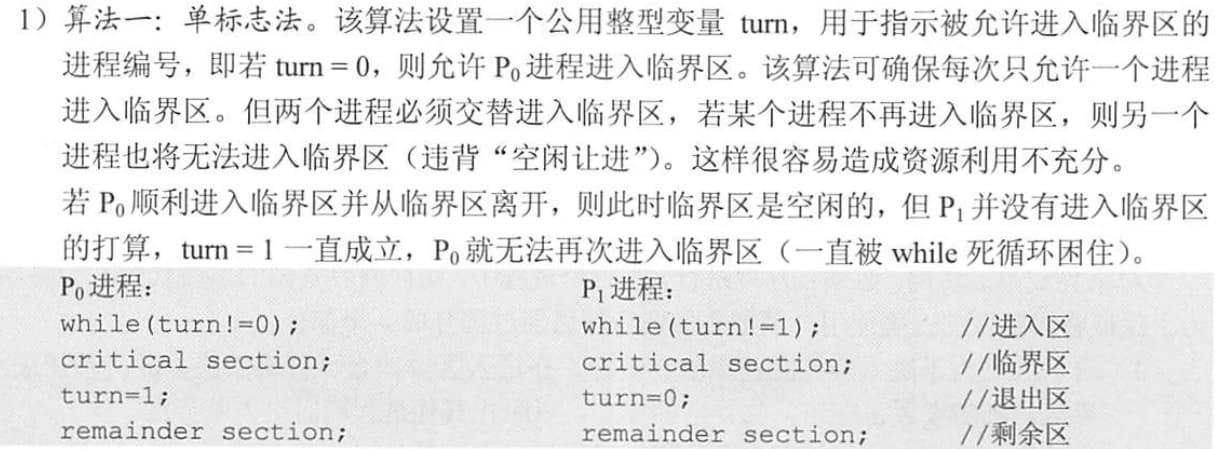 1）算法一：单标志法。该算法设置一个公用整型变量 turn，用于指示被允许进入临界区的
进程编号，即若 turn = 0，则允许 P₀ 进程进入临界区。该算法可确保每次只允许一个进程
进入临界区。但两个进程必须交替进入临界区，若某个进程不再进入临界区，则另一个
进程也将无法进入临界区（违背“空闲让进”）。这样很容易造成资源利用不充分。
若 P₀ 顺利进入临界区并从临界区离开，则此时临界区是空闲的，但 P₁ 并没有进入临界区
的打算，turn = 1 一直成立，P₀ 就无法再次进入临界区（一直被 while 死循环困住）。
P₀ 进程： P₁ 进程：
while(turn!=0); while(turn!=1); //进入区
critical section; critical section; //临界区
turn=1; turn=0; //退出区
remainder section; remainder section; //剩余区